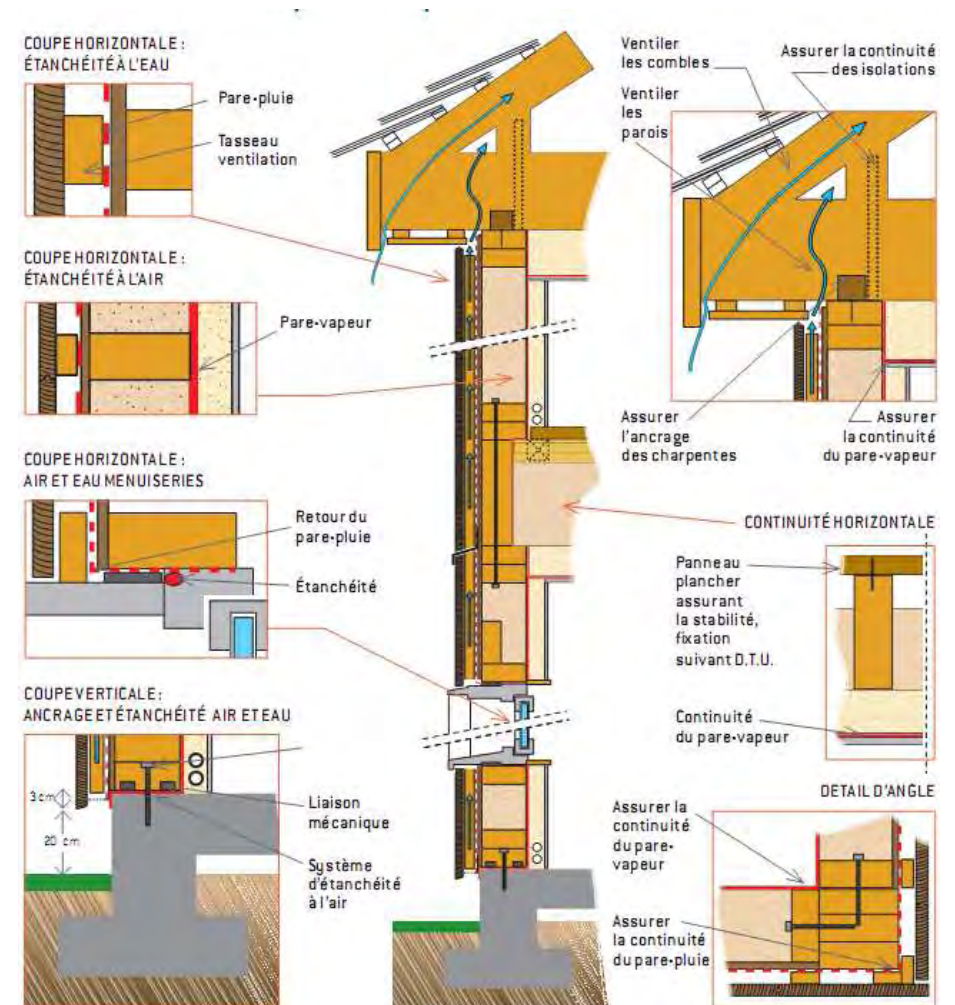 COUPE HORIZONTALE :
ÉTANCHÉITÉ À L'EAU
Pare-pluie
Tasseau
ventilation
COUPE HORIZONTALE :
ÉTANCHÉITÉ À L'AIR
Pare-vapeur
COUPE HORIZONTALE :
AIR ET EAU MENUISERIES
Retour du
pare-pluie
Étanchéité
COUPE VERTICALE :
ANCRAGE ET ÉTANCHÉITÉ AIR ET EAU
3 cm
20 cm
Liaison
mécanique
Système
d'étanchéité
à l'air
Ventiler
les combles
Ventiler
les
parois
Assurer la continuité
des isolations
Assurer
l'ancrage
des charpentes
Assurer
la continuité
du pare-vapeur
CONTINUITÉ HORIZONTALE
Panneau
plancher
assurant
la stabilité,
fixation
suivant D.T.U.
Continuité
du pare-vapeur
DETAIL D'ANGLE
Assurer la
continuité
du pare-
vapeur
Assurer
la continuité
du pare-pluie